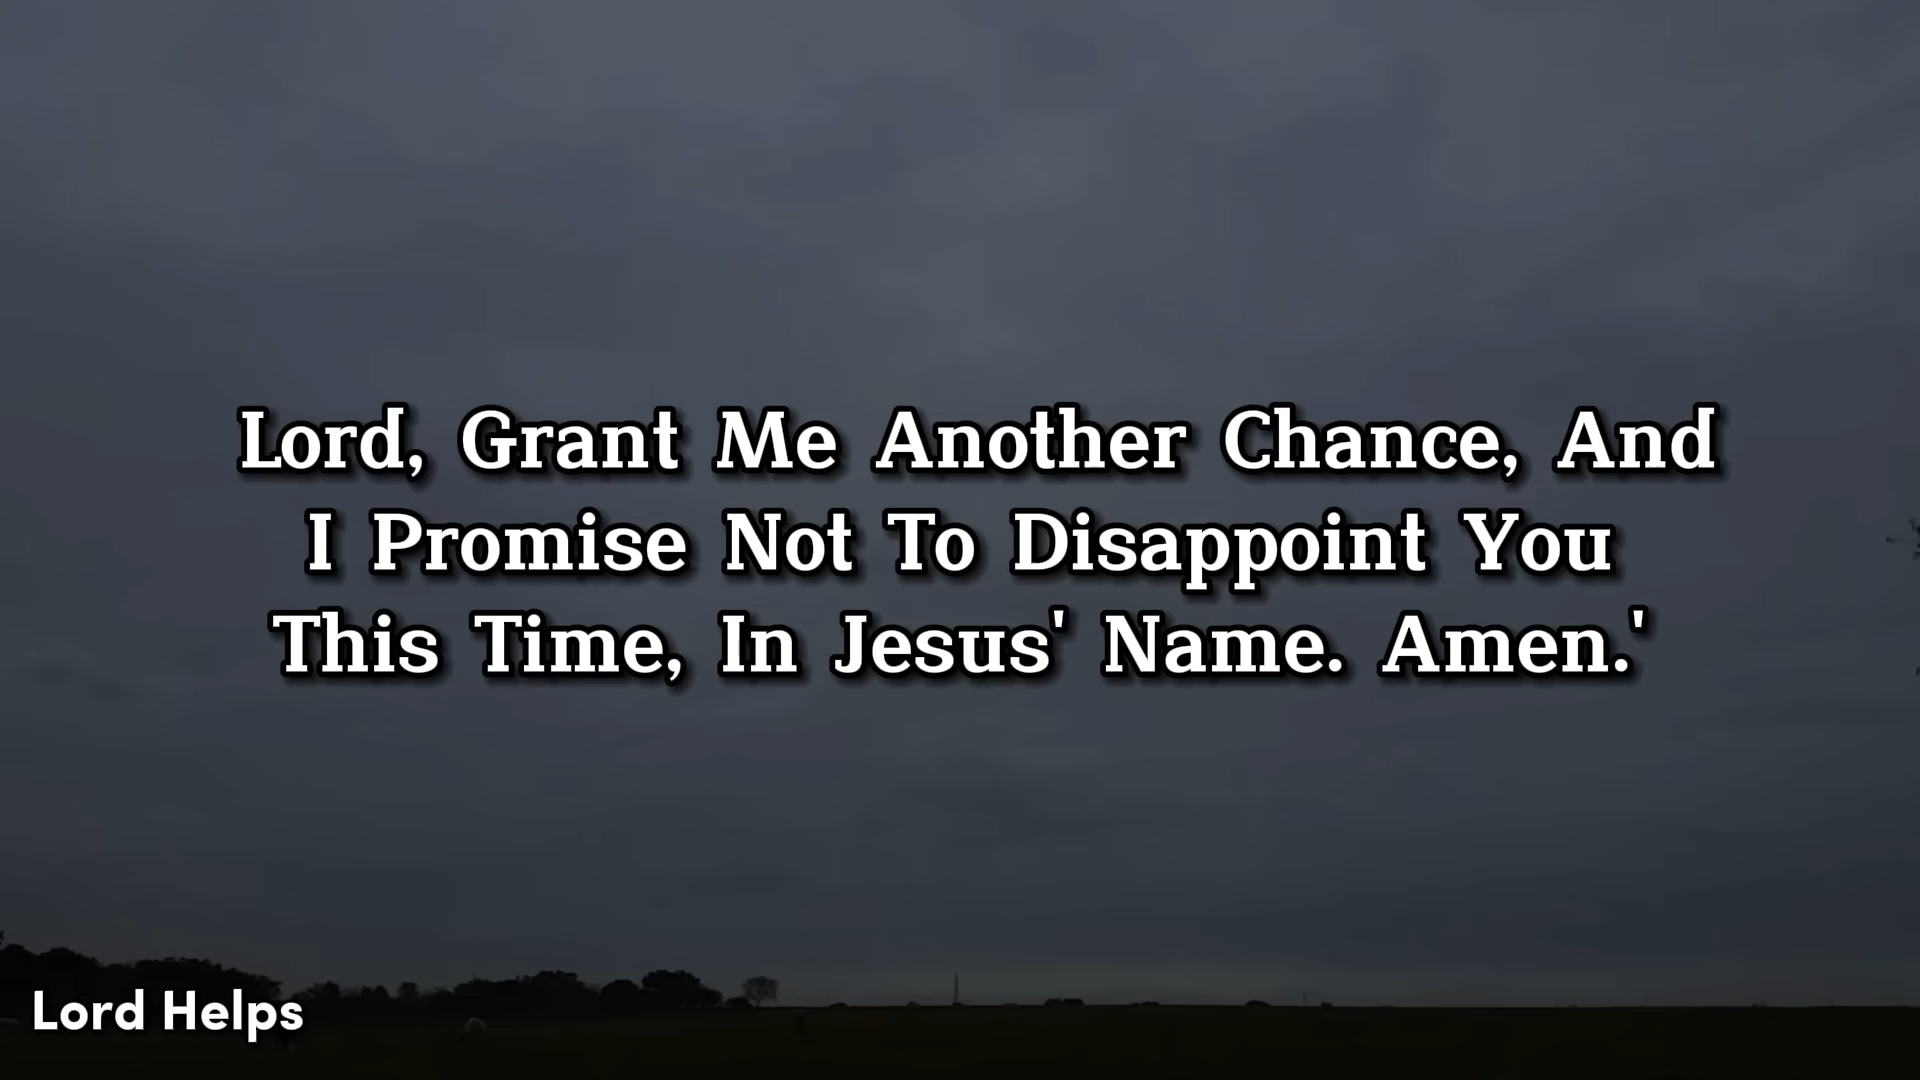 Lord, Grant Me Another Chance, And
I Promise Not To Disappoint You
This Time, In Jesus' Name. Amen.'
Lord Helps